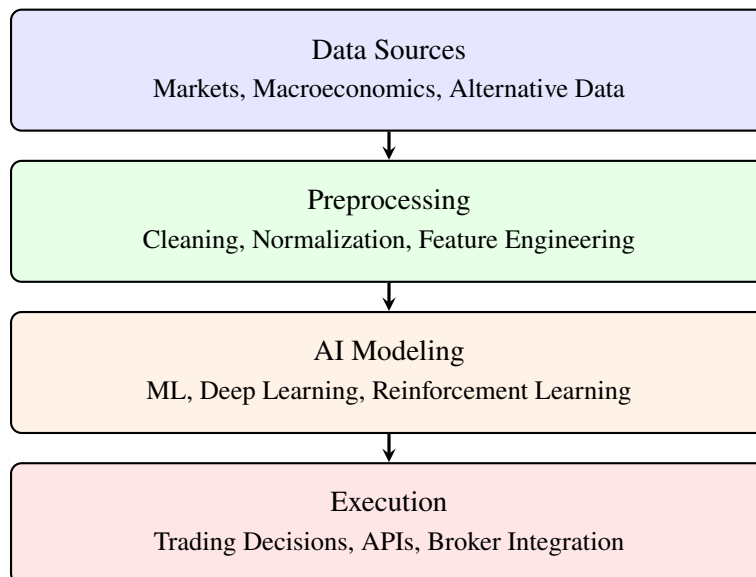 Data Sources
Markets, Macroeconomics, Alternative Data
Preprocessing
Cleaning, Normalization, Feature Engineering
AI Modeling
ML, Deep Learning, Reinforcement Learning
Execution
Trading Decisions, APIs, Broker Integration